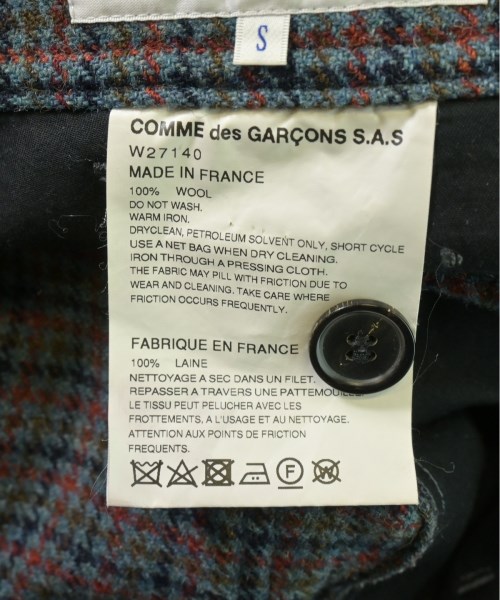 S
COMME des GARÇONS S.A.S
W27140
MADE IN FRANCE
100% WOOL
DO NOT WASH.
WARM IRON.
DRYCLEAN, PETROLEUM SOLVENT ONLY, SHORT CYCLE
USE A NET BAG WHEN DRY CLEANING.
IRON THROUGH A PRESSING CLOTH.
THE FABRIC MAY PILL WITH FRICTION DUE TO
WEAR AND CLEANING. TAKE CARE WHERE
FRICTION OCCURS FREQUENTLY.
FABRIQUE EN FRANCE
100% LAINE
NETTOYAGE A SEC DANS UN FILET.
REPASSER A TRAVERS UNE
LE TISSU PEUT PELUCHER AVEC LES
FROTTEMENTS, A L'USAGE ET AU NETTOYAGE.
ATTENTION AUX POINTS DE FRICTION
FREQUENTS.
F
W